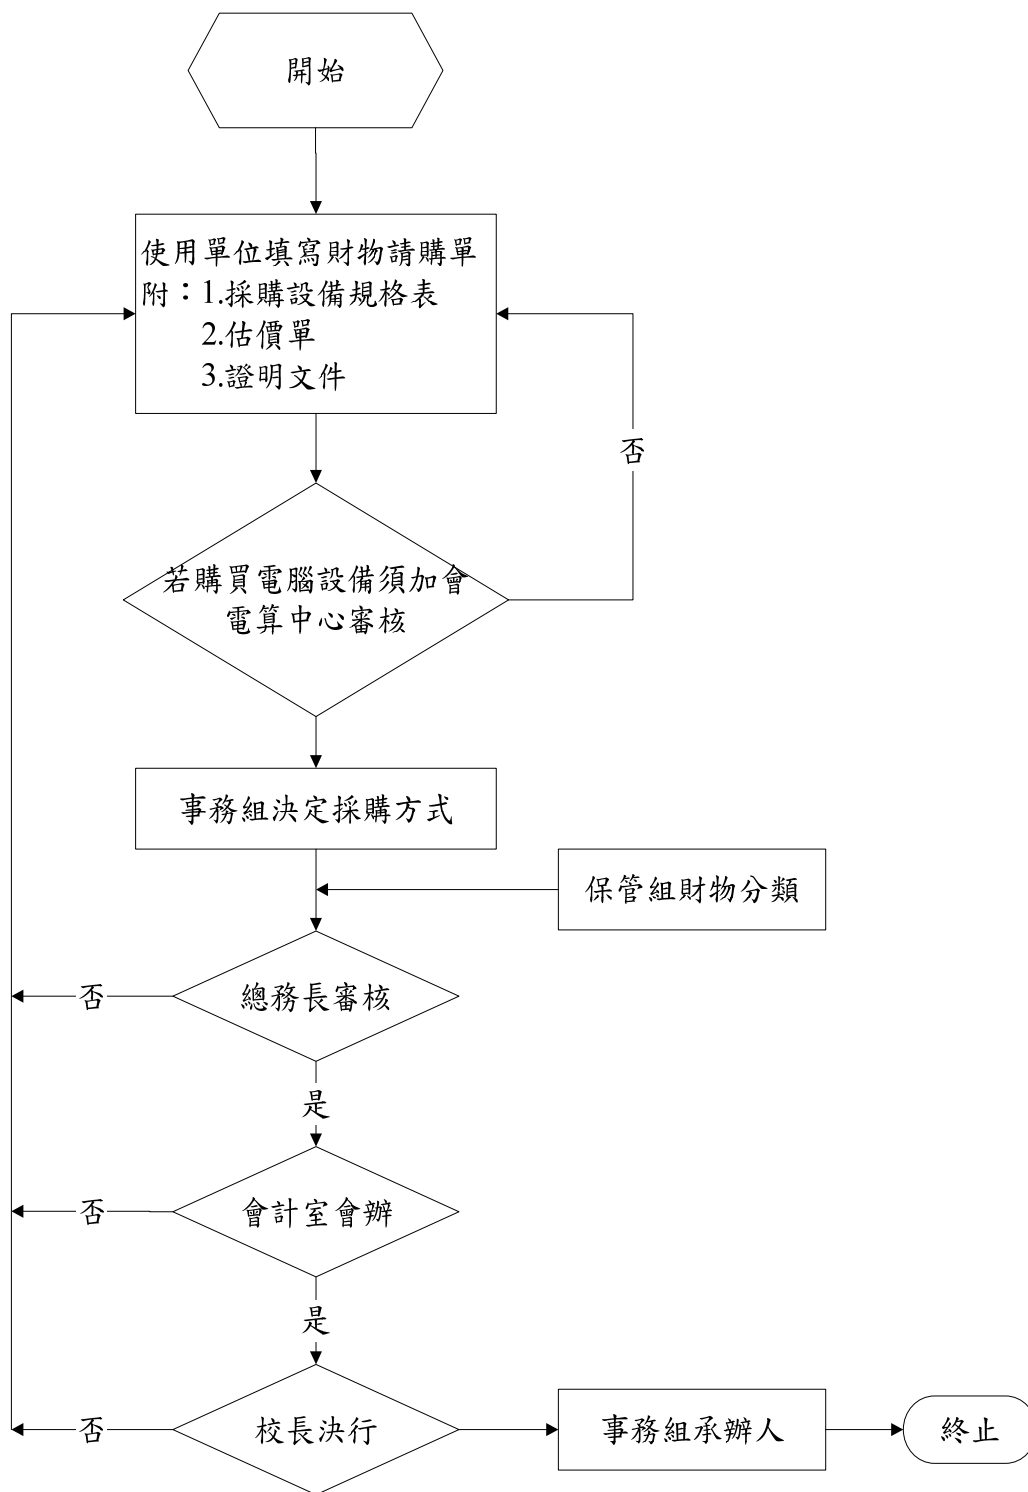 開始
使用單位填寫財物請購單
附：1.採購設備規格表
2.估價單
3.證明文件
否
若購買電腦設備須加會
電算中心審核
事務組決定採購方式
保管組財物分類
否
總務長審核
是
否
會計室會辦
是
否
校長決行
事務組承辦人
終止